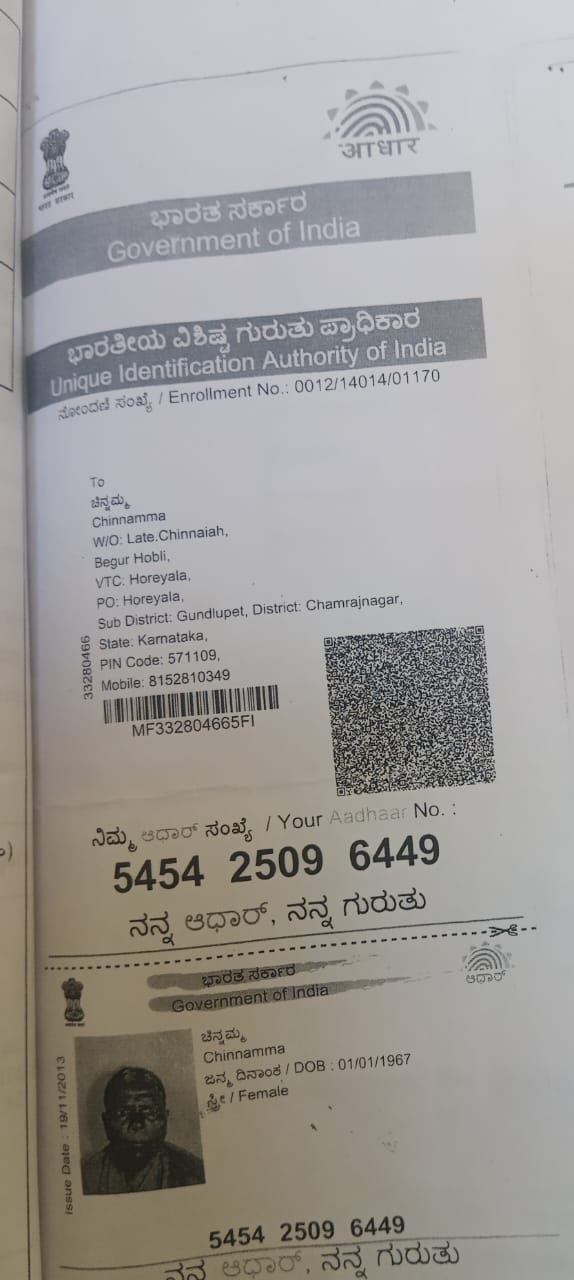 आधार
भारत सरकार
ಭಾರತ ಸರ್ಕಾರ
Government of India
ಭಾರತೀಯ ವಿಶಿಷ್ಟ ಗುರುತು ಪ್ರಾಧಿಕಾರ
Unique Identification Authority of India
ನೋಂದಣಿ ಸಂಖ್ಯೆ / Enrollment No.: 0012/14014/01170
To
ಚಿನ್ನಮ್ಮ
Chinnamma
W/O: Late.Chinnaiah,
Begur Hobli,
VTC: Horeyala,
PO: Horeyala,
Sub District: Gundlupet, District: Chamrajnagar,
State: Karnataka,
PIN Code: 571109,
Mobile: 8152810349
33280466
MF332804665FI
ನಿಮ್ಮ ಆಧಾರ್ ಸಂಖ್ಯೆ / Your Aadhaar No. :
5454 2509 6449
ನನ್ನ ಆಧಾರ್, ನನ್ನ ಗುರುತು
ಭಾರತ ಸರ್ಕಾರ
Government of India
ಆಧಾರ್
Issue Date : 19/11/2013
ಚಿನ್ನಮ್ಮ
Chinnamma
ಜನ್ಮ ದಿನಾಂಕ / DOB : 01/01/1967
ಸ್ತ್ರೀ / Female
5454 2509 6449
ನನ್ನ ಆಧಾರ್, ನನ್ನ ಗುರುತು